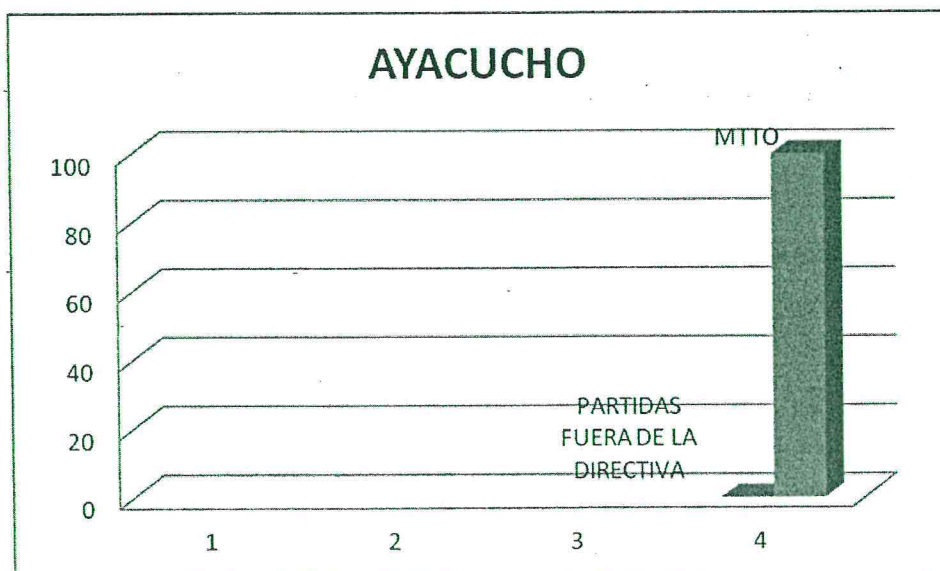 AYACUCHO
MTTO
100
80
60
40
20
0
PARTIDAS
FUERA DE LA
DIRECTIVA
1 2 3 4